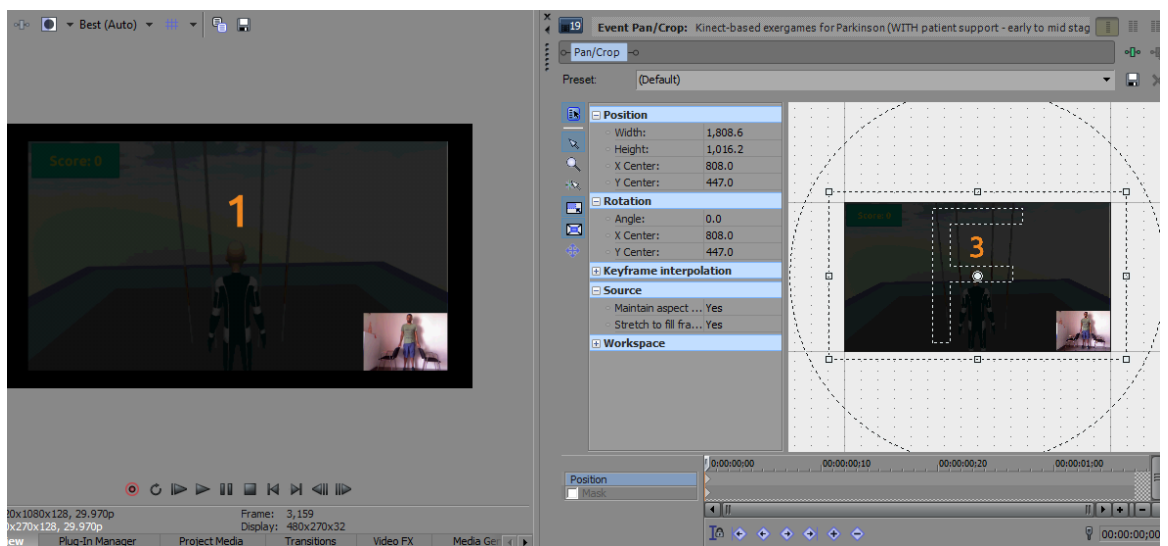 Best (Auto)
Score: 0
1
20x1080x128, 29.970p
0x270x128, 29.970p
Frame: 3,159
Display: 480x270x32
Plug-In Manager
Project Media
Transitions
Video FX
Media Ge
19
Event Pan/Crop: Kinect-based exergames for Parkinson (WITH patient support - early to mid stag
Pan/Crop
Preset:
(Default)
Position
Width: 1,808.6
Height: 1,016.2
X Center: 808.0
Y Center: 447.0
Rotation
Angle: 0.0
X Center: 808.0
Y Center: 447.0
Keyframe interpolation
Source
Maintain aspect ... Yes
Stretch to fill fra... Yes
Workspace
Score: 0
3
0:00:00;00 00:00:00;10 00:00:00;20 00:00:01;00
Position
Mask
00:00:00;00